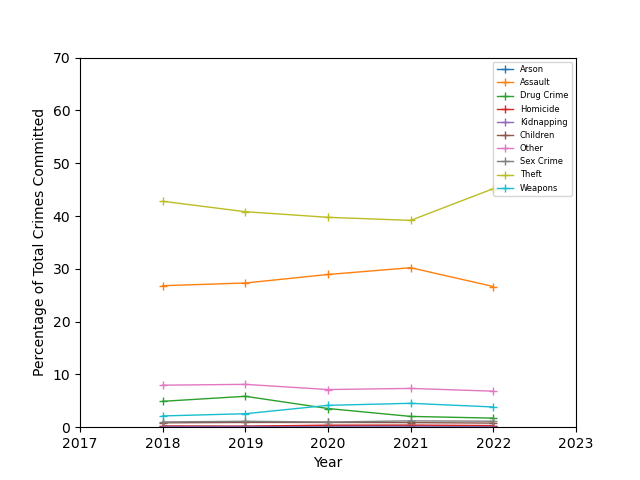 70
60
50
40
30
20
10
0
Percentage of Total Crimes Committed
Arson
Assault
Drug Crime
Homicide
Kidnapping
Children
Other
Sex Crime
Theft
Weapons
2017 2018 2019 2020 2021 2022 2023
Year